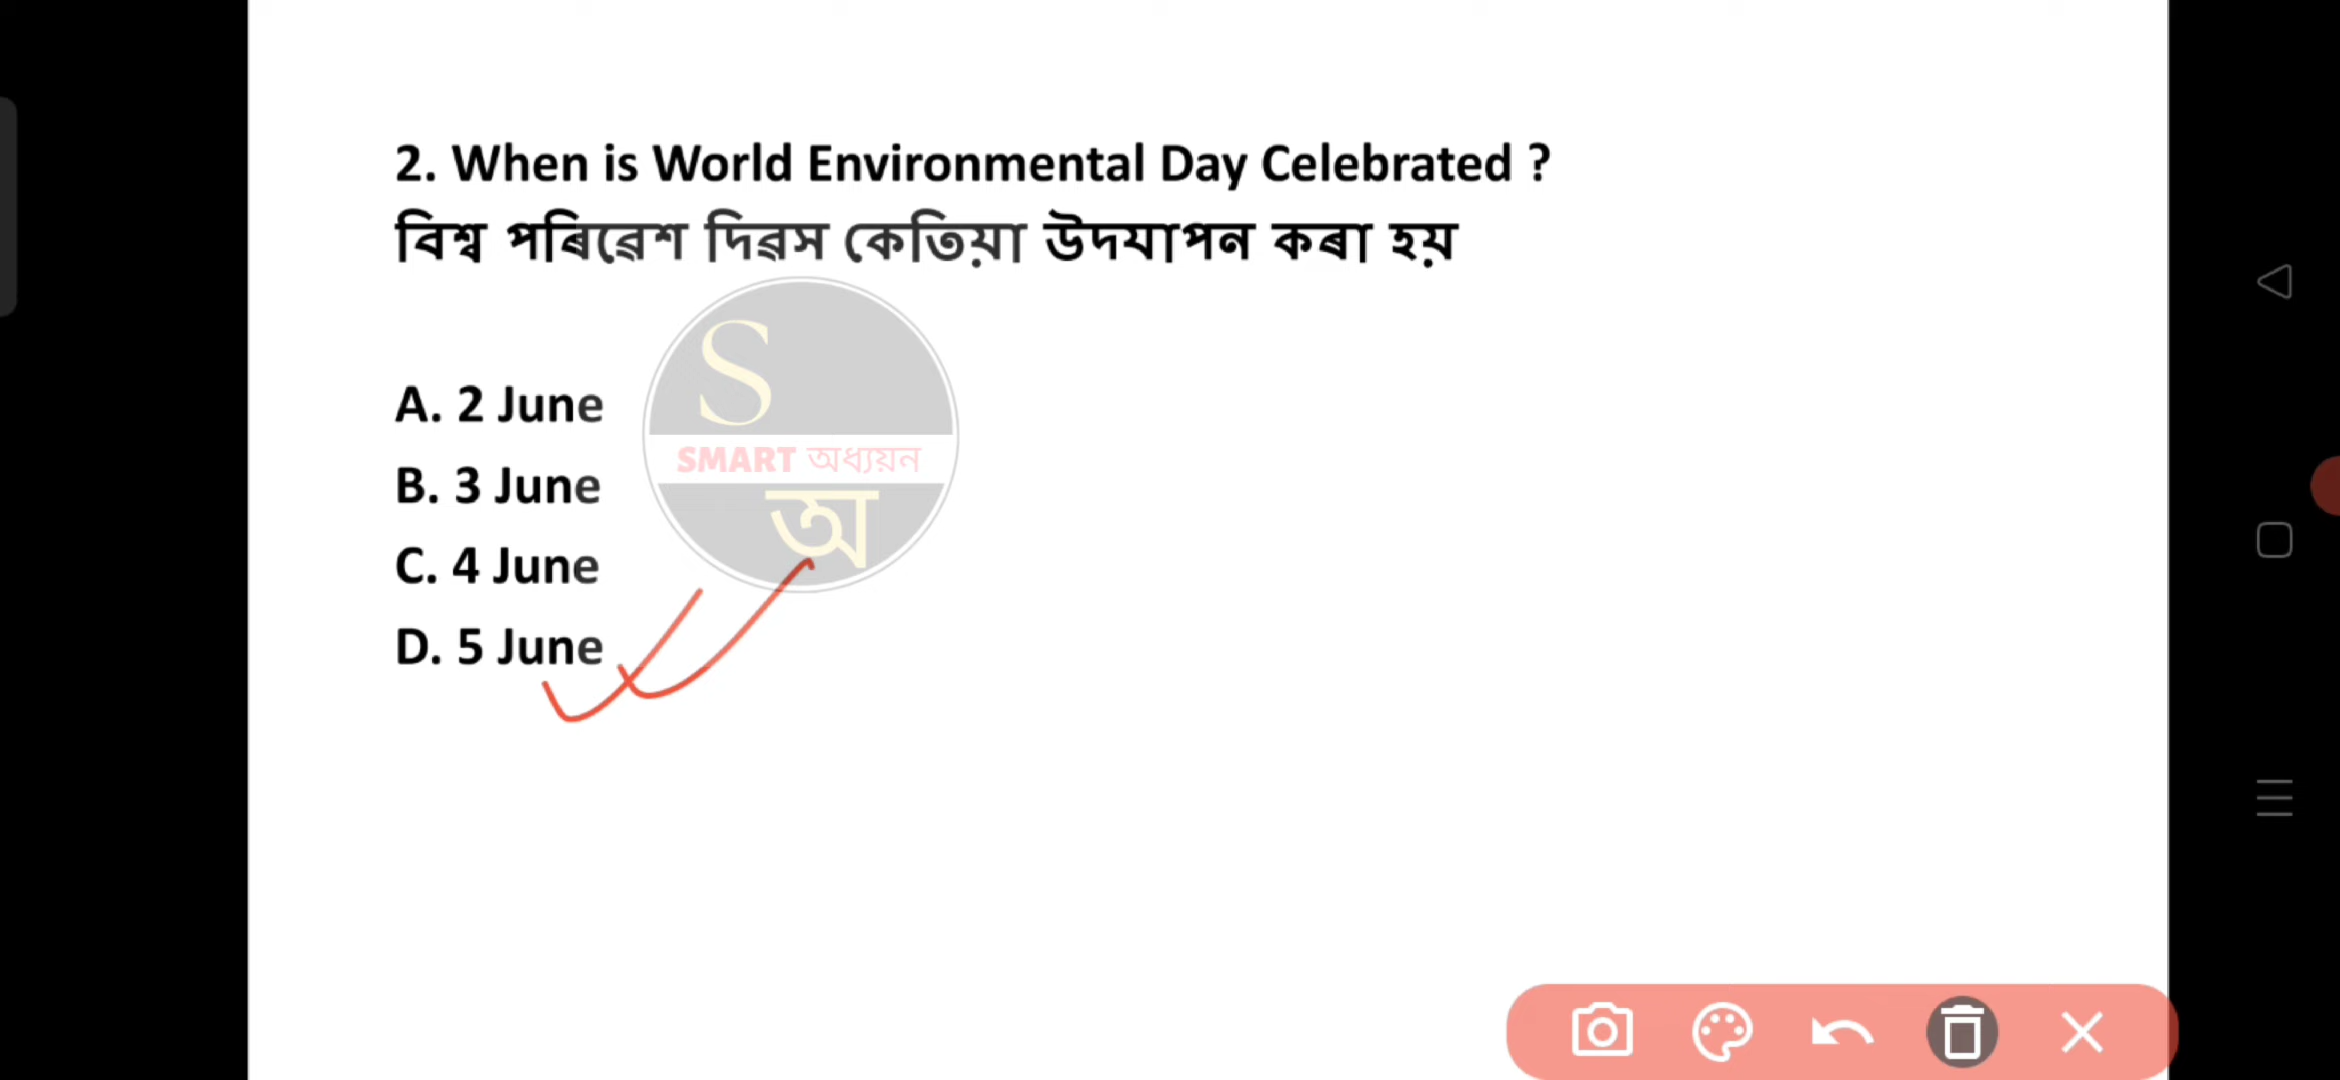 2. When is World Environmental Day Celebrated ?
বিশ্ব পৰিৱেশ দিৱস কেতিয়া উদযাপন কৰা হয়
A. 2 June
B. 3 June
C. 4 June
D. 5 June
S
SMART অধ্যয়ন
অ